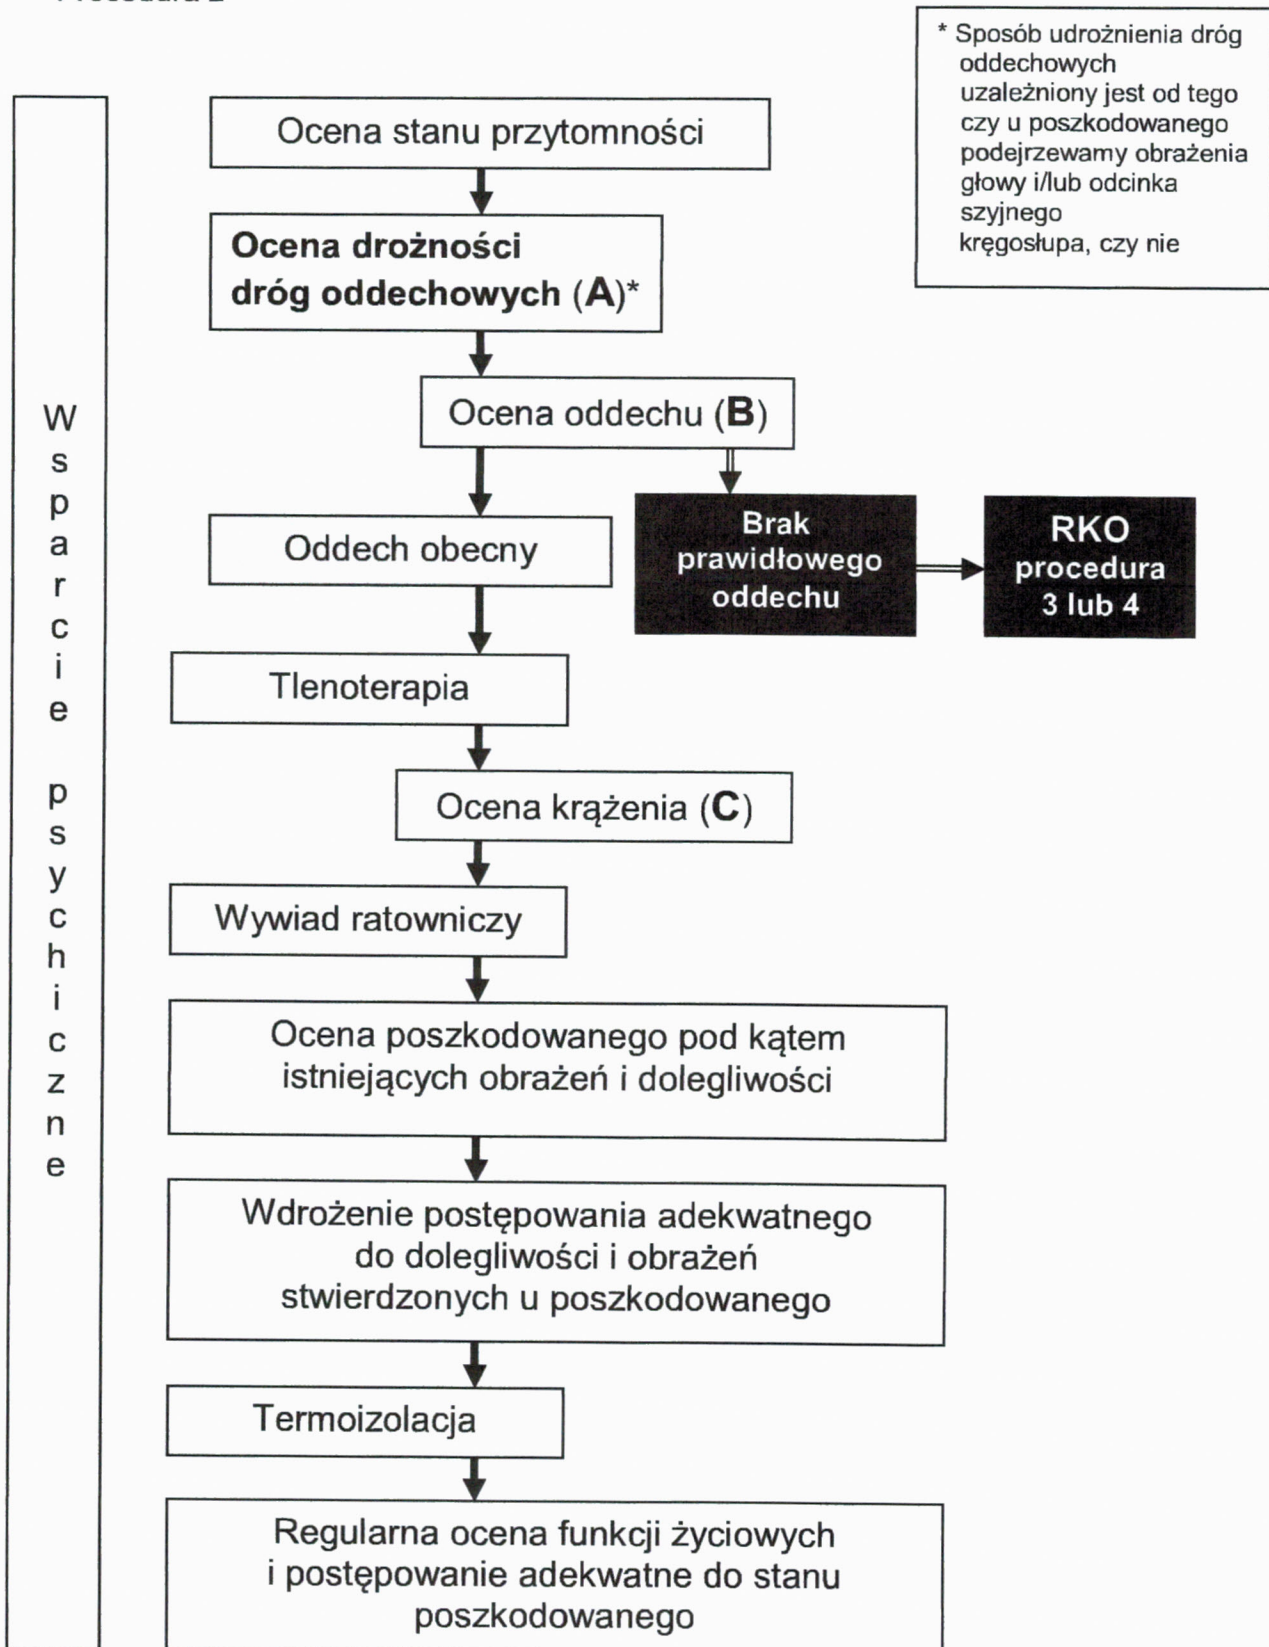 * Sposób udrożnienia dróg
oddechowych
uzależniony jest od tego
czy u poszkodowanego
podejrzewamy obrażenia
głowy i/lub odcinka
szyjnego
kręgosłupa, czy nie
Ocena stanu przytomności
Ocena drożności
dróg oddechowych (A)*
Ocena oddechu (B)
Oddech obecny
Brak
prawidłowego
oddechu
RKO
procedura
3 lub 4
Tlenoterapia
Ocena krążenia (C)
Wywiad ratowniczy
Ocena poszkodowanego pod kątem
istniejących obrażeń i dolegliwości
Wdrożenie postępowania adekwatnego
do dolegliwości i obrażeń
stwierdzonych u poszkodowanego
Termoizolacja
Regularna ocena funkcji życiowych
i postępowanie adekwatne do stanu
poszkodowanego
Wsparcie psychiczne